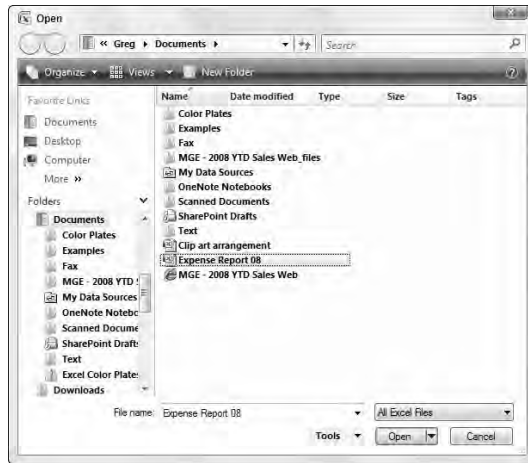 Open
« Greg ▸ Documents ▸ Search
Organize Views New Folder
Favorite Links
Documents
Desktop
Computer
More »
Folders
Documents
Color Plates
Examples
Fax
MGE - 2008 YTD
My Data Sources
OneNote Notebo
Scanned Docume
SharePoint Drafts
Text
Excel Color Plate
Downloads
Name Date modified Type Size Tags
Color Plates
Examples
Fax
MGE - 2008 YTD Sales Web_files
My Data Sources
OneNote Notebooks
Scanned Documents
SharePoint Drafts
Text
Clip art arrangement
Expense Report 08
MGE - 2008 YTD Sales Web
File name: Expense Report 08 All Excel Files
Tools Open Cancel